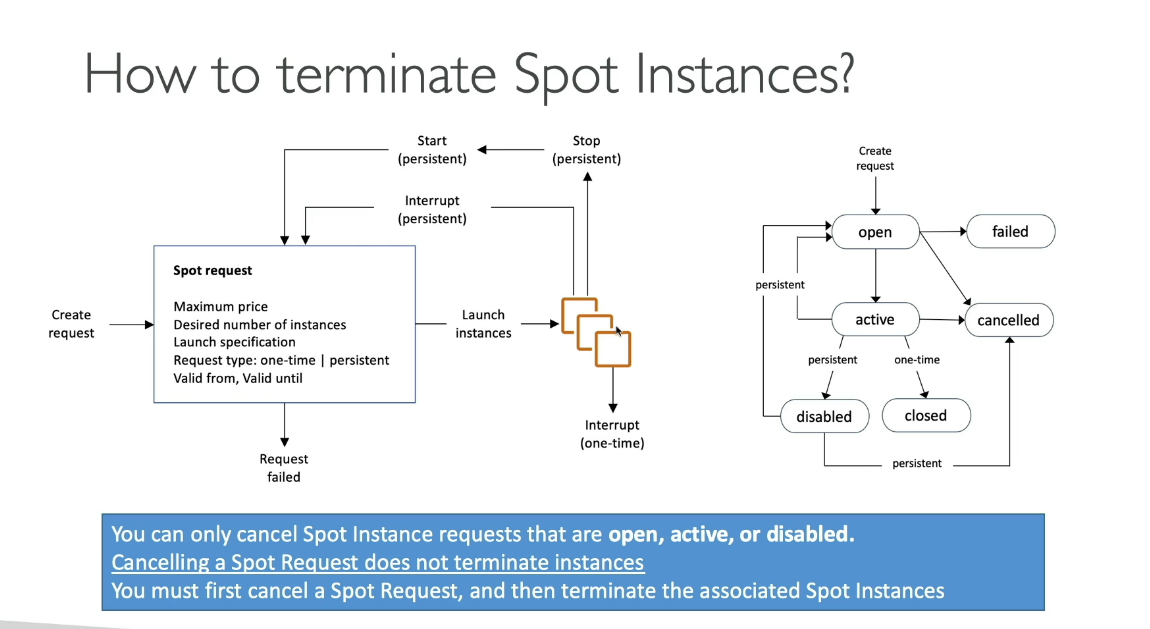 How to terminate Spot Instances?
Start
(persistent)
Stop
(persistent)
Interrupt
(persistent)
Create
request
Spot request
Maximum price
Desired number of instances
Launch specification
Request type: one-time | persistent
Valid from, Valid until
Launch
instances
Interrupt
(one-time)
Request
failed
Create
request
open
failed
persistent
active
cancelled
persistent
one-time
disabled
closed
persistent
You can only cancel Spot Instance requests that are open, active, or disabled.
Cancelling a Spot Request does not terminate instances
You must first cancel a Spot Request, and then terminate the associated Spot Instances